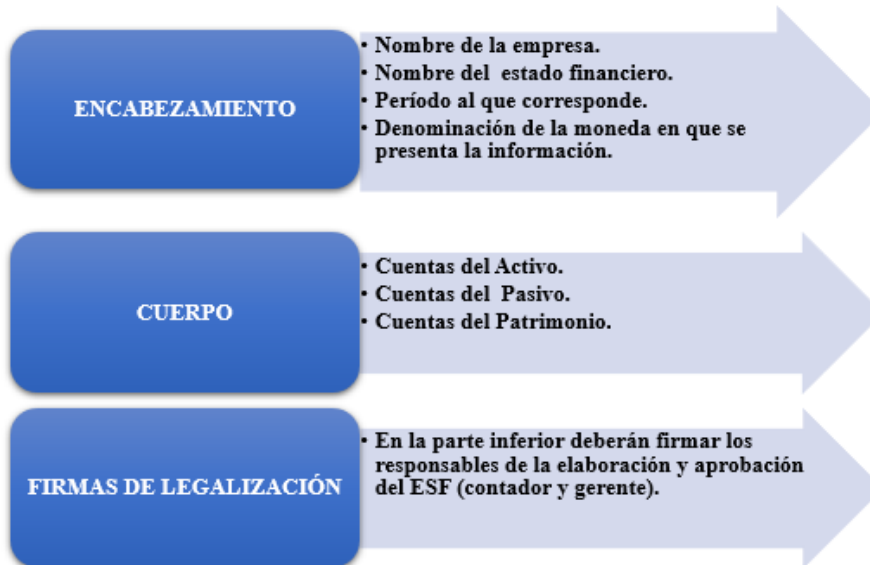 ENCABEZAMIENTO
• Nombre de la empresa.
• Nombre del estado financiero.
• Período al que corresponde.
• Denominación de la moneda en que se
presenta la información.
CUERPO
• Cuentas del Activo.
• Cuentas del Pasivo.
• Cuentas del Patrimonio.
FIRMAS DE LEGALIZACIÓN
• En la parte inferior deberán firmar los
responsables de la elaboración y aprobación
del ESF (contador y gerente).